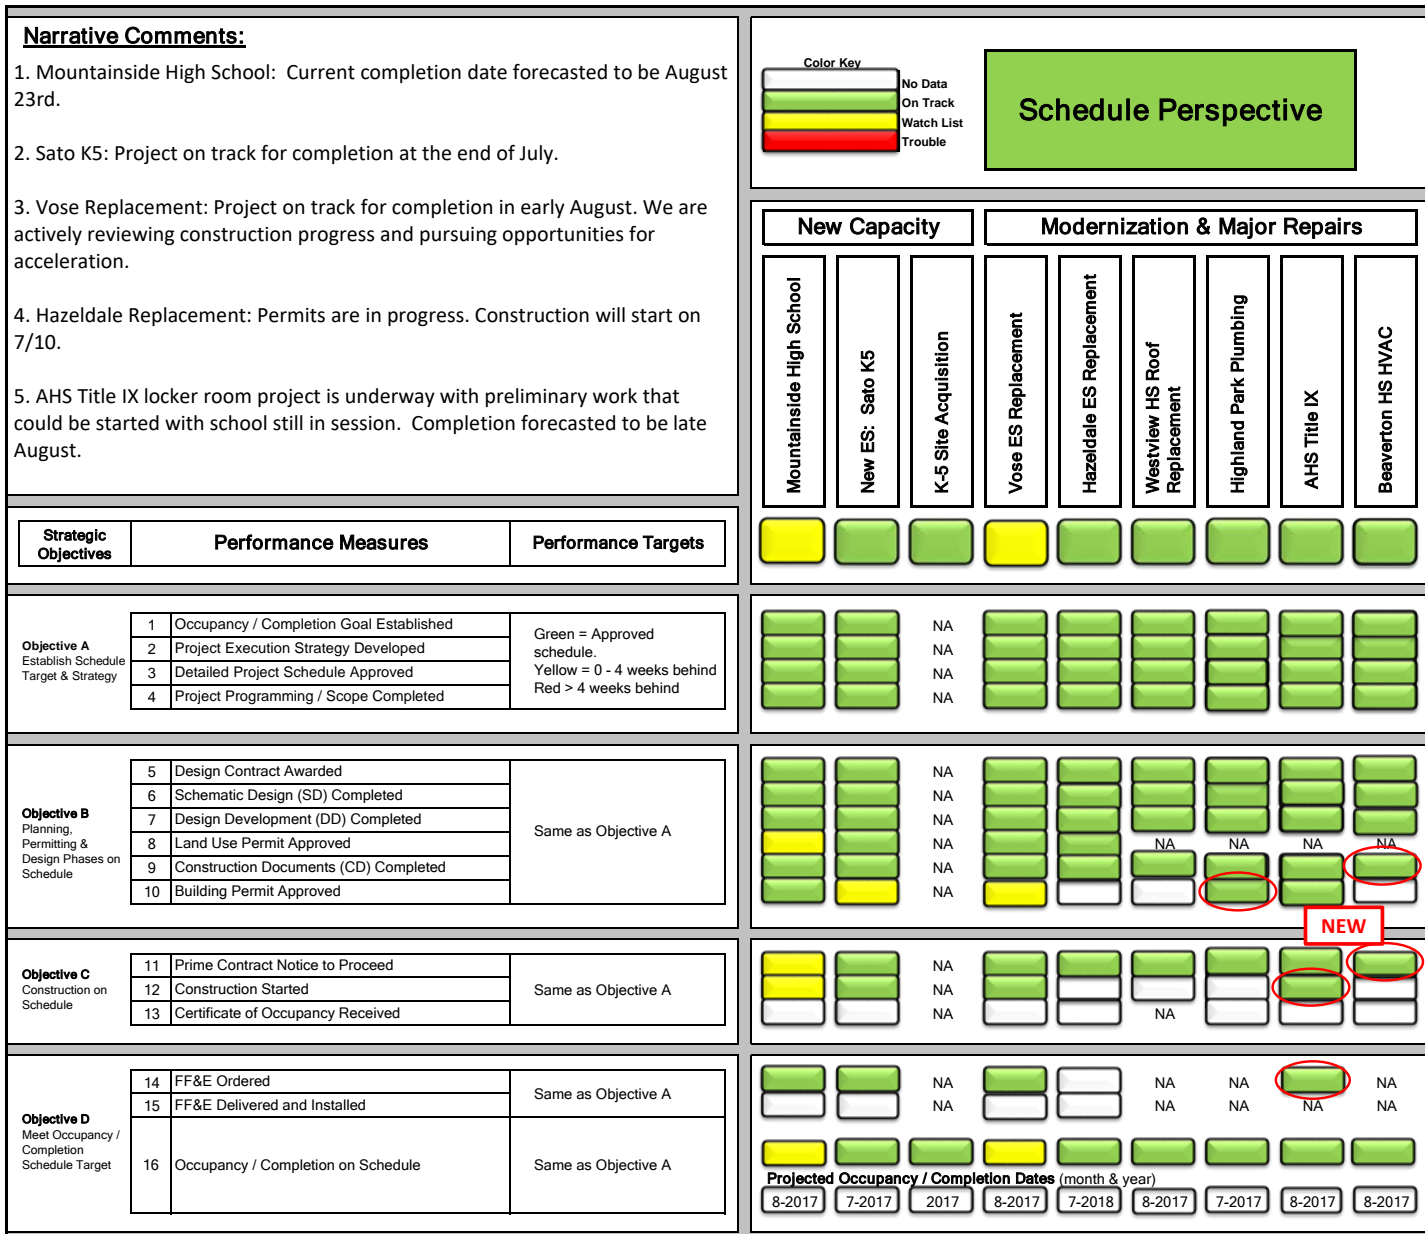 Narrative Comments:
1. Mountainside High School:  Current completion date forecasted to be August
23rd.
2. Sato K5: Project on track for completion at the end of July.
3. Vose Replacement: Project on track for completion in early August. We are
actively reviewing construction progress and pursuing opportunities for
acceleration.
4. Hazeldale Replacement: Permits are in progress. Construction will start on
7/10.
5. AHS Title IX locker room project is underway with preliminary work that
could be started with school still in session.  Completion forecasted to be late
August.
Color Key
No Data
On Track
Watch List
Trouble
Schedule Perspective
New Capacity
Modernization & Major Repairs
Mountainside High School
New ES:  Sato K5
K-5 Site Acquisition
Vose ES Replacement
Hazeldale ES Replacement
Westview HS Roof
Replacement
Highland Park Plumbing
AHS Title IX
Beaverton HS HVAC
Strategic
Objectives
Performance Measures
Performance Targets
Objective A
Establish Schedule
Target & Strategy
1 Occupancy / Completion Goal Established
2 Project Execution Strategy Developed
3 Detailed Project Schedule Approved
4 Project Programming / Scope Completed
Green = Approved
schedule.
Yellow = 0 - 4 weeks behind
Red > 4 weeks behind
NA
NA
NA
NA
Objective B
Planning,
Permitting &
Design Phases on
Schedule
5 Design Contract Awarded
6 Schematic Design (SD) Completed
7 Design Development (DD) Completed
8 Land Use Permit Approved
9 Construction Documents (CD) Completed
10 Building Permit Approved
Same as Objective A
NA
NA
NA
NA NA NA NA NA
NA
NA
NEW
Objective C
Construction on
Schedule
11 Prime Contract Notice to Proceed
12 Construction Started
13 Certificate of Occupancy Received
Same as Objective A
NA
NA
NA NA
Objective D
Meet Occupancy /
Completion
Schedule Target
14 FF&E Ordered
15 FF&E Delivered and Installed
Same as Objective A
16 Occupancy / Completion on Schedule
Same as Objective A
NA NA NA NA
NA NA NA NA NA
Projected Occupancy / Completion Dates (month & year)
8-2017 7-2017 2017 8-2017 7-2018 8-2017 7-2017 8-2017 8-2017